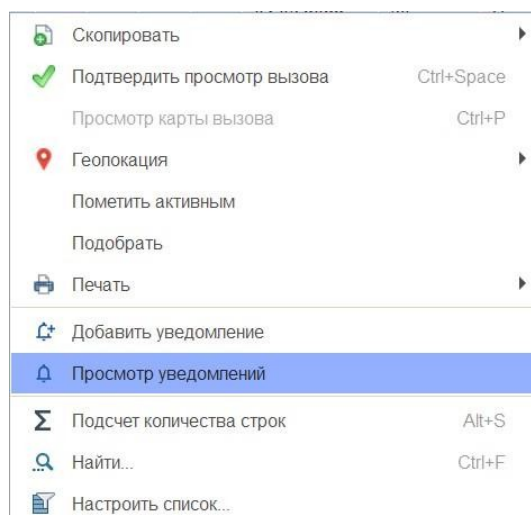 Скопировать
Подтвердить просмотр вызова Ctrl+Space
Просмотр карты вызова Ctrl+P
Геолокация
Пометить активным
Подобрать
Печать
Добавить уведомление
Просмотр уведомлений
Подсчет количества строк Alt+S
Найти... Ctrl+F
Настроить список...